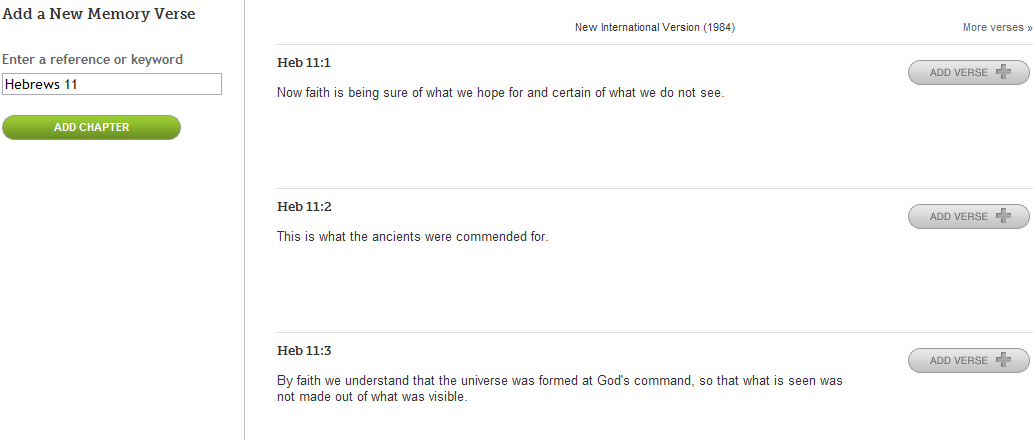 Add a New Memory Verse
Enter a reference or keyword
Hebrews 11
ADD CHAPTER
New International Version (1984)
More verses »
Heb 11:1
ADD VERSE
Now faith is being sure of what we hope for and certain of what we do not see.
Heb 11:2
ADD VERSE
This is what the ancients were commended for.
Heb 11:3
ADD VERSE
By faith we understand that the universe was formed at God's command, so that what is seen was
not made out of what was visible.